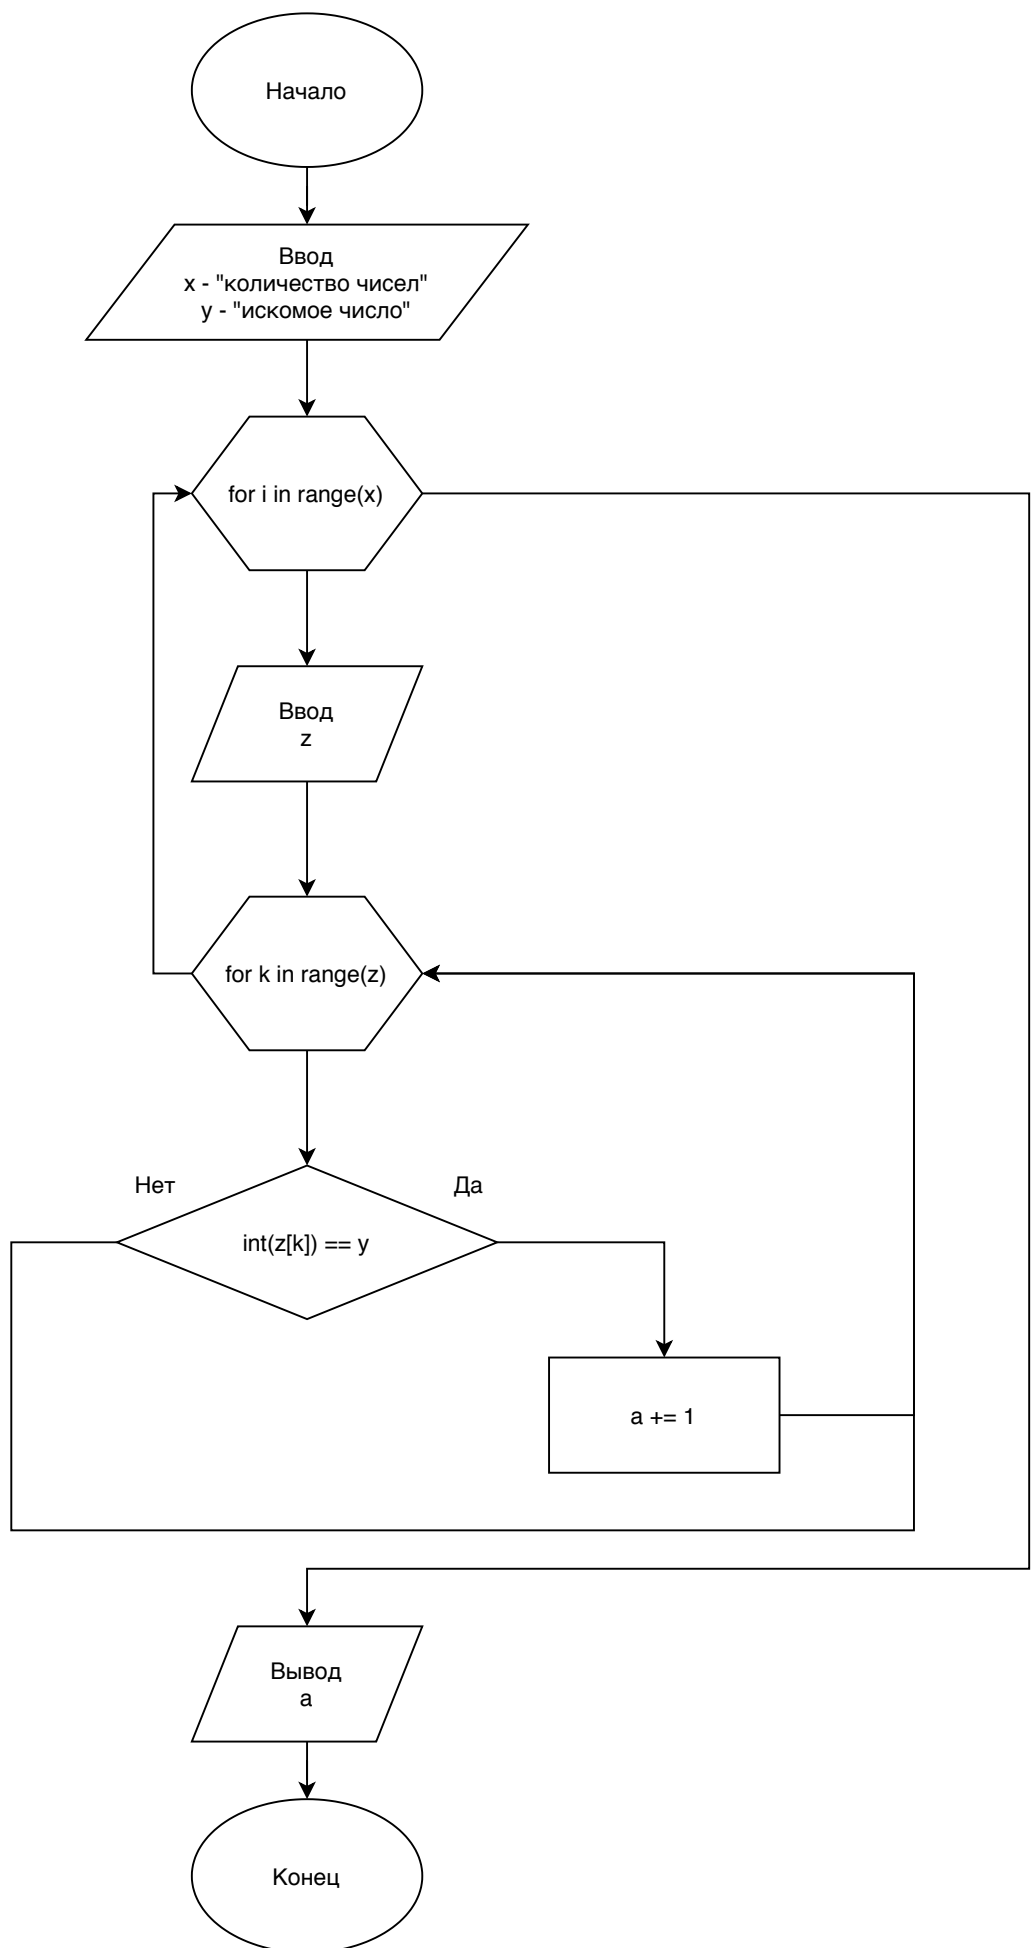 Начало
Ввод
x - "количество чисел"
y - "искомое число"
for i in range(x)
Ввод
z
for k in range(z)
Нет
Да
int(z[k]) == y
a += 1
Вывод
a
Конец